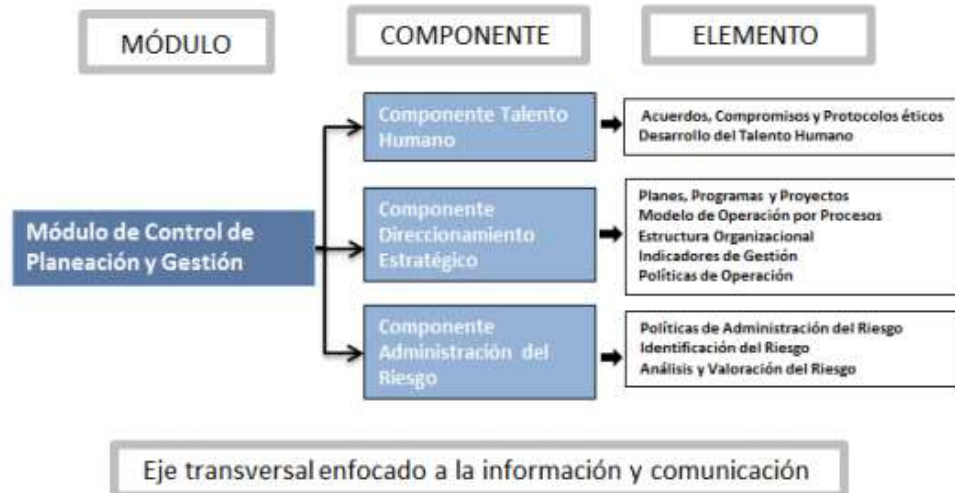 MÓDULO
COMPONENTE
ELEMENTO
Módulo de Control de
Planeación y Gestión
Componente Talento
Humano
Acuerdos, Compromisos y Protocolos éticos
Desarrollo del Talento Humano
Componente
Direccionamiento
Estratégico
Planes, Programas y Proyectos
Modelo de Operación por Procesos
Estructura Organizacional
Indicadores de Gestión
Políticas de Operación
Componente
Administración del
Riesgo
Políticas de Administración del Riesgo
Identificación del Riesgo
Análisis y Valoración del Riesgo
Eje transversal enfocado a la información y comunicación